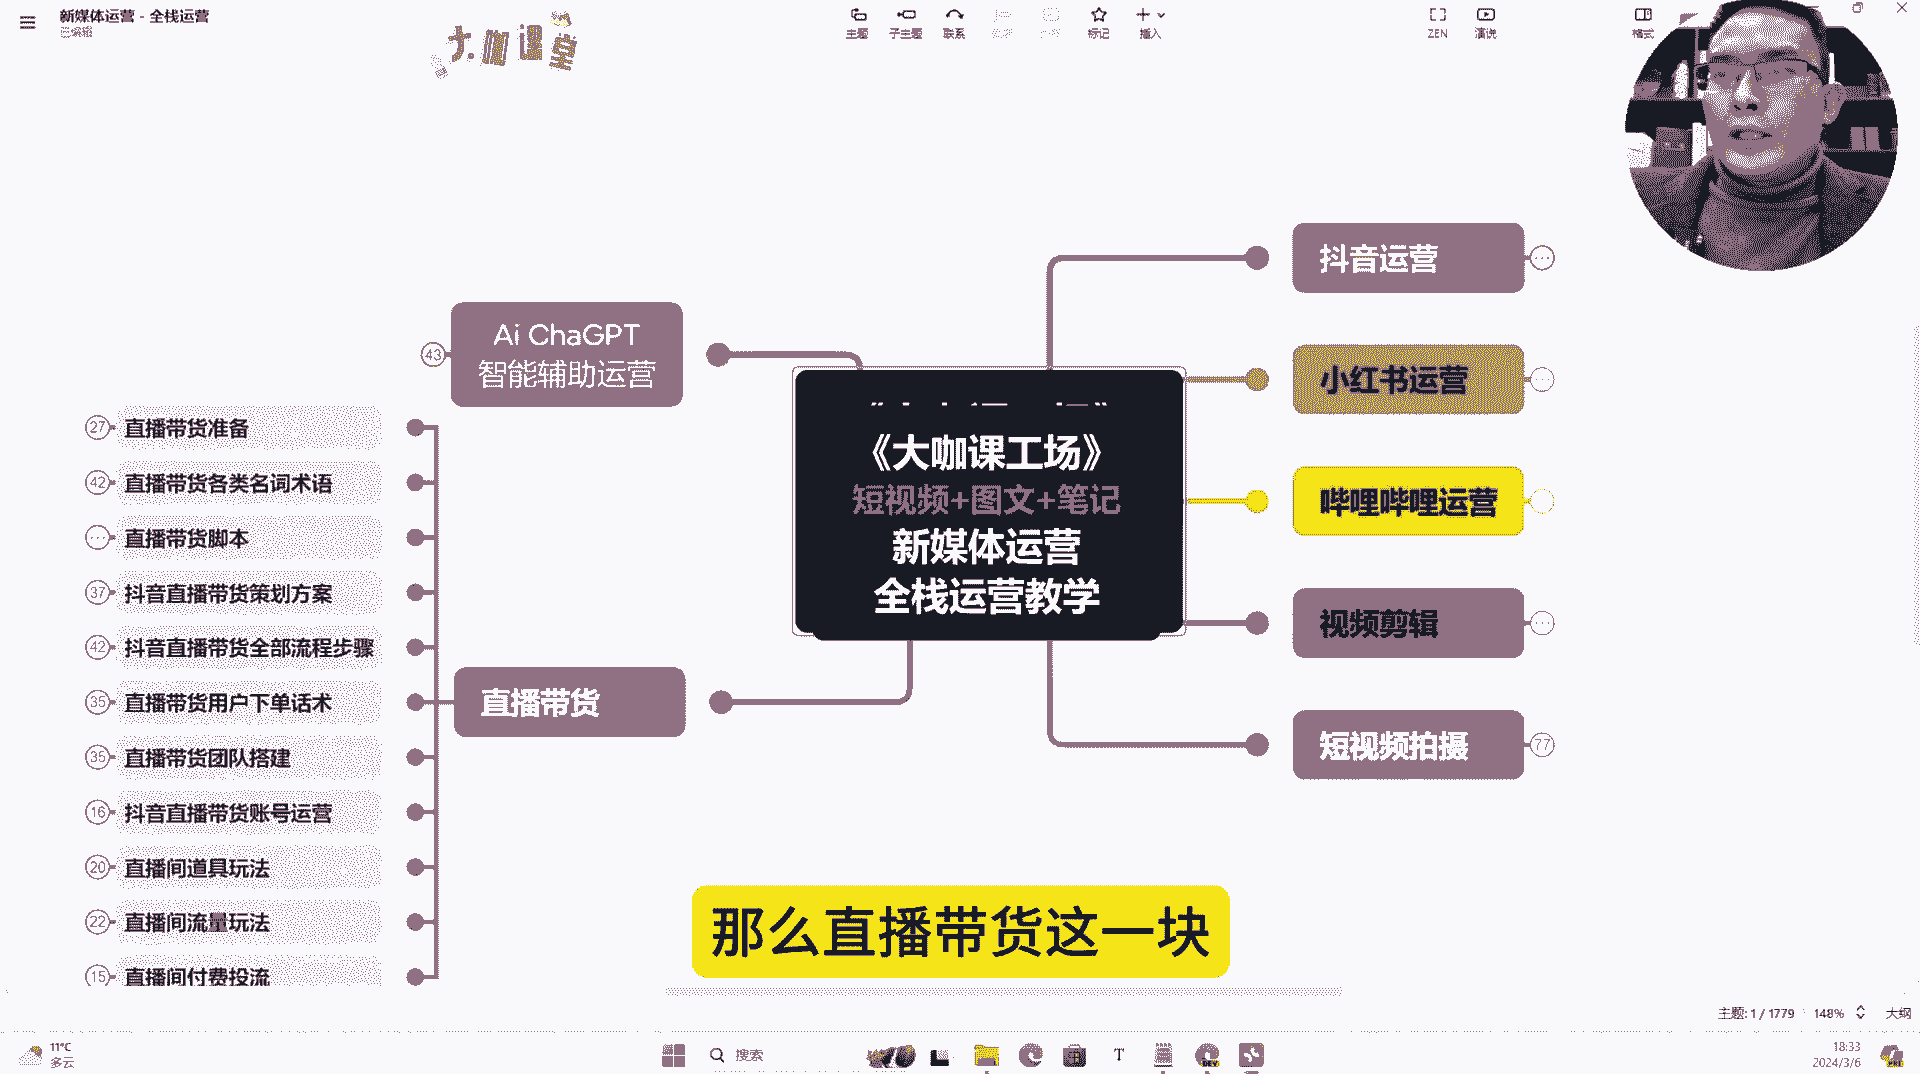 新媒体运营 - 全栈运营
已编辑
大咖课堂
主题
子主题
联系
标记
插入
ZEN
演说
格式
抖音运营
小红书运营
哔哩哔哩运营
视频剪辑
短视频拍摄
77
Ai ChaGPT
智能辅助运营
43
《大咖课工场》
短视频+图文+笔记
新媒体运营
全栈运营教学
直播带货
27 直播带货准备
42 直播带货各类名词术语
直播带货脚本
37 抖音直播带货策划方案
42 抖音直播带货全部流程步骤
35 直播带货用户下单话术
35 直播带货团队搭建
16 抖音直播带货账号运营
20 直播间道具玩法
22 直播间流量玩法
15 直播间付费投流
那么直播带货这一块
主题: 1 / 1779
148%
大纲
11°C
多云
搜索
DEV
18:33
2024/3/6
PRE